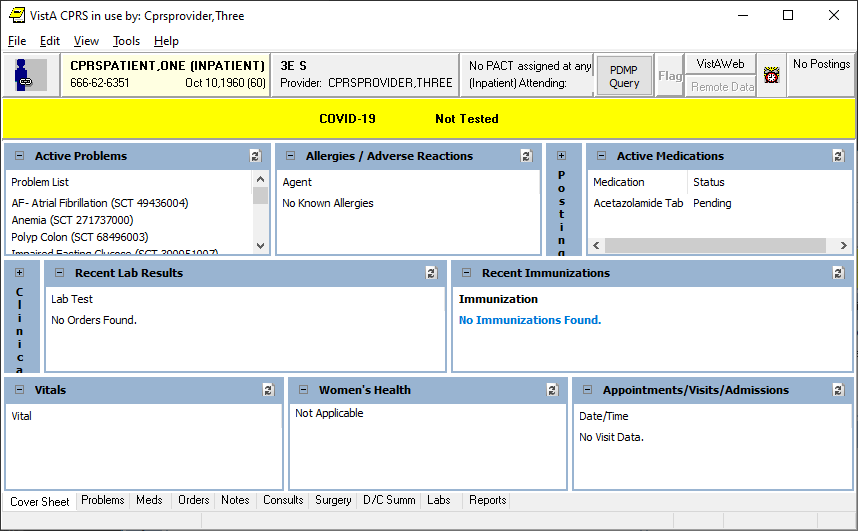 VistA CPRS in use by: Cprsprovider,Three
File Edit View Tools Help
CPRSPATIENT,ONE (INPATIENT)
666-62-6351 Oct 10,1960 (60)
3E S
Provider: CPRSPROVIDER,THREE
No PACT assigned at any
(Inpatient) Attending:
PDMP
Query
Flag
VistAWeb
Remote Data
No Postings
COVID-19 Not Tested
Active Problems
Problem List
AF- Atrial Fibrillation (SCT 49436004)
Anemia (SCT 271737000)
Polyp Colon (SCT 68496003)
Impaired Fasting Glucose (SCT 390951007)
Allergies / Adverse Reactions
Agent
No Known Allergies
Posting
Active Medications
Medication Status
Acetazolamide Tab Pending
Clinica
Recent Lab Results
Lab Test
No Orders Found.
Recent Immunizations
Immunization
No Immunizations Found.
Vitals
Vital
Women's Health
Not Applicable
Appointments/Visits/Admissions
Date/Time
No Visit Data.
Cover Sheet Problems Meds Orders Notes Consults Surgery D/C Summ Labs Reports